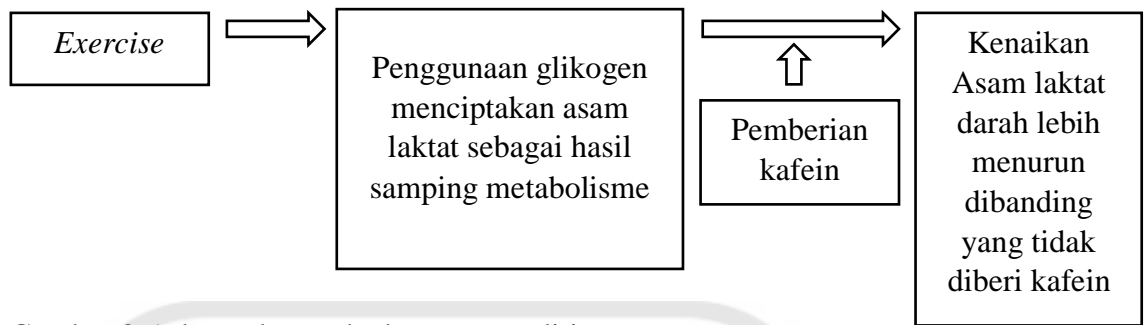 Exercise
Penggunaan glikogen
menciptakan asam
laktat sebagai hasil
samping metabolisme
Pemberian
kafein
Kenaikan
Asam laktat
darah lebih
menurun
dibanding
yang tidak
diberi kafein